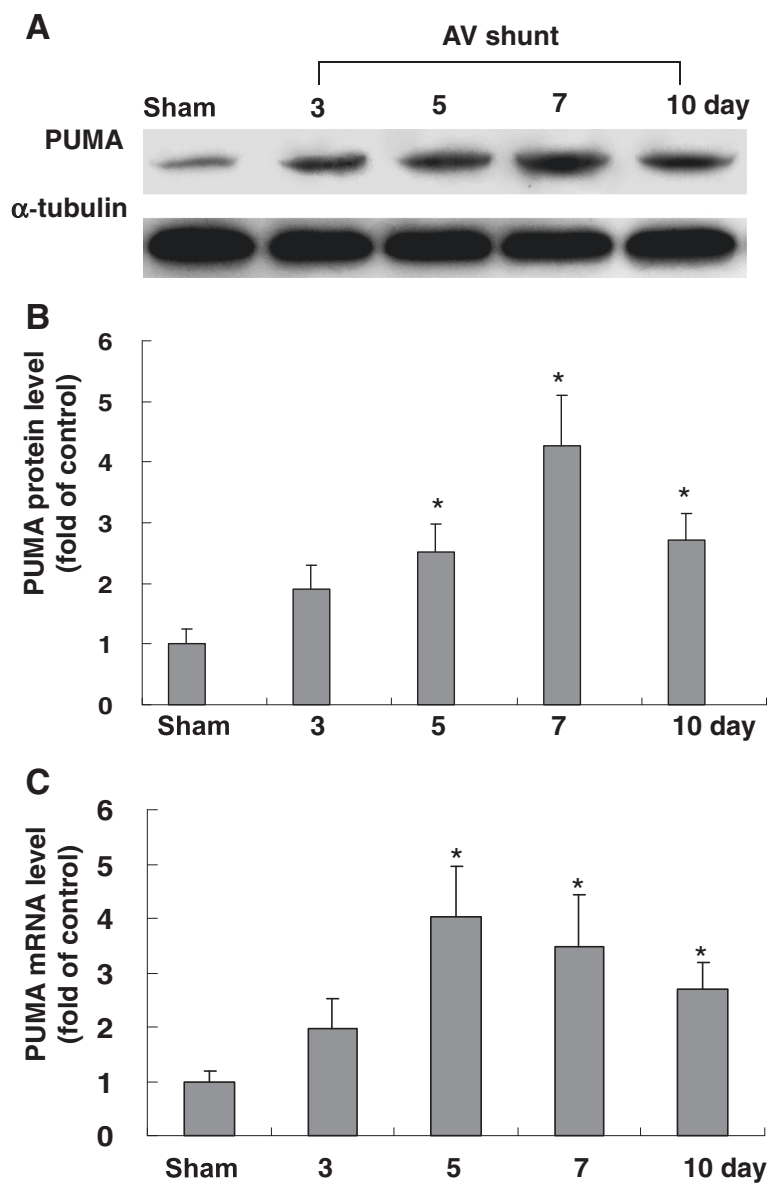 A
AV shunt
Sham 3 5 7 10 day
PUMA
α-tubulin
B
PUMA protein level
(fold of control)
6
5
4
3
2
1
0
*
*
*
Sham 3 5 7 10 day
C
PUMA mRNA level
(fold of control)
6
5
4
3
2
1
0
*
*
*
Sham 3 5 7 10 day